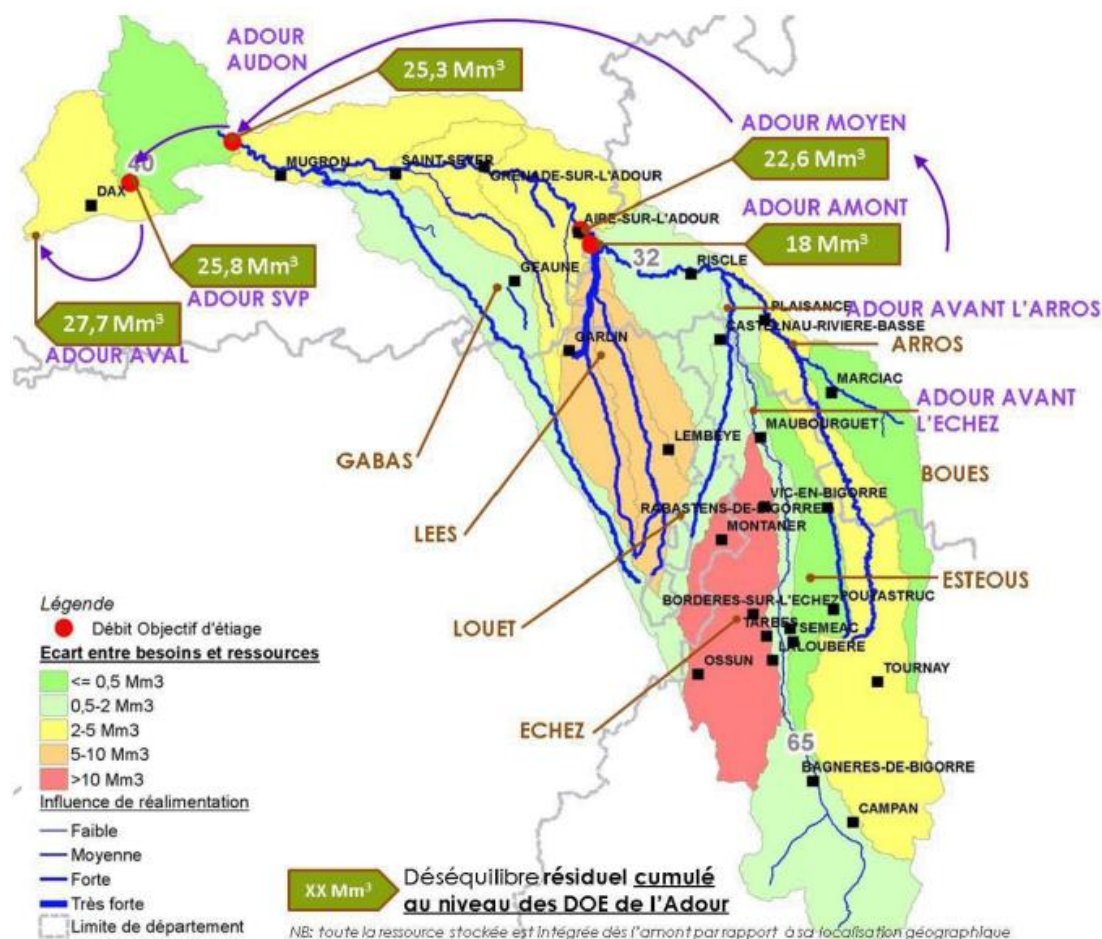 ADOUR
AUDON
25,3 Mm³
ADOUR MOYEN
22,6 Mm³
MUGRON
SAINT-SEVER
GRENADE-SUR-L'ADOUR
40
DAX
AIRE-SUR-L'ADOUR
ADOUR AMONT
18 Mm³
25,8 Mm³
ADOUR SVP
27,7 Mm³
ADOUR AVAL
GEAUNE
32
RISCLE
PLAISANCE
ADOUR AVANT L'ARROS
CASTELNAU-RIVIERE-BASSE
ARROS
GARLIN
MARCIAC
ADOUR AVANT
L'ECHEZ
MAUBOURGUET
GABAS
LEMBEYE
BOUES
VIC-EN-BIGORRE
RABASTENS-DE-BIGORRE
LEES
MONTANER
ESTEOUS
BORDERES-SUR-L'ECHEZ
POUYASTRUC
LOUET
TARBES
SEMEAC
LALOUBERE
OSSUN
TOURNAY
ECHEZ
65
BAGNERES-DE-BIGORRE
CAMPAN
Légende
Débit Objectif d'étiage
Ecart entre besoins et ressources
<= 0,5 Mm3
0,5-2 Mm3
2-5 Mm3
5-10 Mm3
>10 Mm3
Influence de réalimentation
Faible
Moyenne
Forte
Très forte
Limite de département
XX Mm³
Déséquilibre résiduel cumulé
au niveau des DOE de l'Adour
NB: toute la ressource stockée est intégrée dès l'amont par rapport à sa localisation géographique